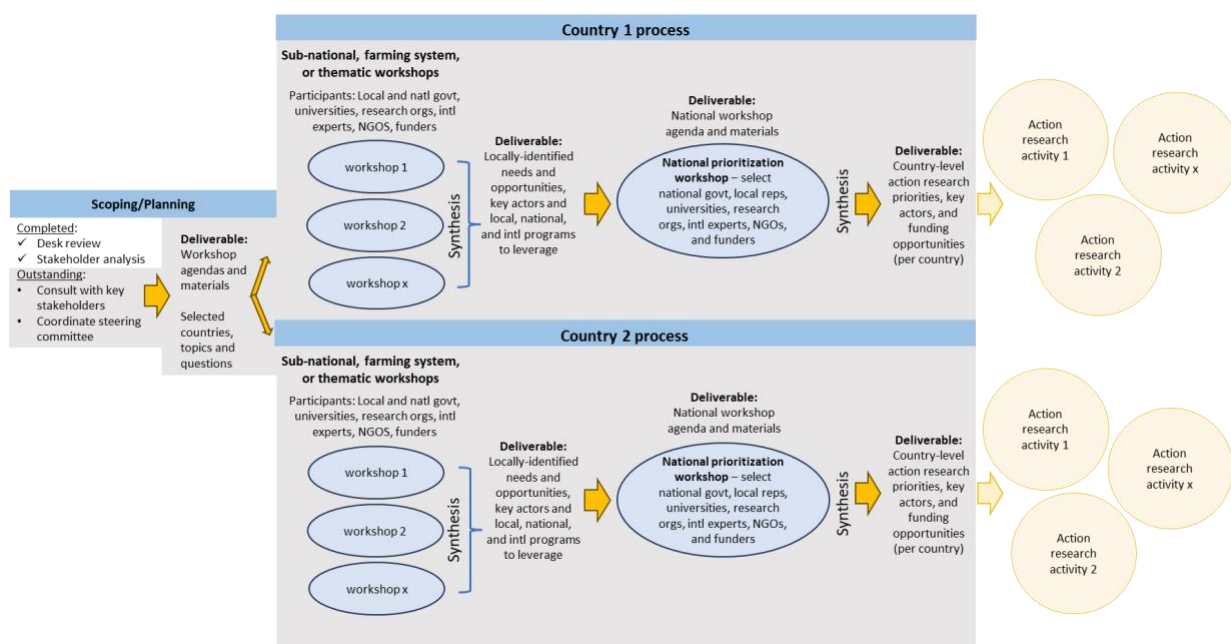 Scoping/Planning
Completed:
✓ Desk review
✓ Stakeholder analysis
Outstanding:
• Consult with key
stakeholders
• Coordinate steering
committee
Deliverable:
Workshop
agendas and
materials
Selected
countries,
topics and
questions
Country 1 process
Sub-national, farming system,
or thematic workshops
Participants: Local and natl govt,
universities, research orgs, intl
experts, NGOS, funders
workshop 1
workshop 2
workshop x
Synthesis
Deliverable:
Locally-identified
needs and
opportunities,
key actors and
local, national,
and intl programs
to leverage
Deliverable:
National workshop
agenda and materials
National prioritization
workshop – select
national govt, local reps,
universities, research
orgs, intl experts, NGOs,
and funders
Synthesis
Deliverable:
Country-level
action research
priorities, key
actors, and
funding
opportunities
(per country)
Action
research
activity 1
Action
research
activity x
Action
research
activity 2
Country 2 process
Sub-national, farming system,
or thematic workshops
Participants: Local and natl govt,
universities, research orgs, intl
experts, NGOS, funders
workshop 1
workshop 2
workshop x
Synthesis
Deliverable:
Locally-identified
needs and
opportunities,
key actors and
local, national,
and intl programs
to leverage
Deliverable:
National workshop
agenda and materials
National prioritization
workshop – select
national govt, local reps,
universities, research
orgs, intl experts, NGOs,
and funders
Synthesis
Deliverable:
Country-level
action research
priorities, key
actors, and
funding
opportunities
(per country)
Action
research
activity 1
Action
research
activity x
Action
research
activity 2